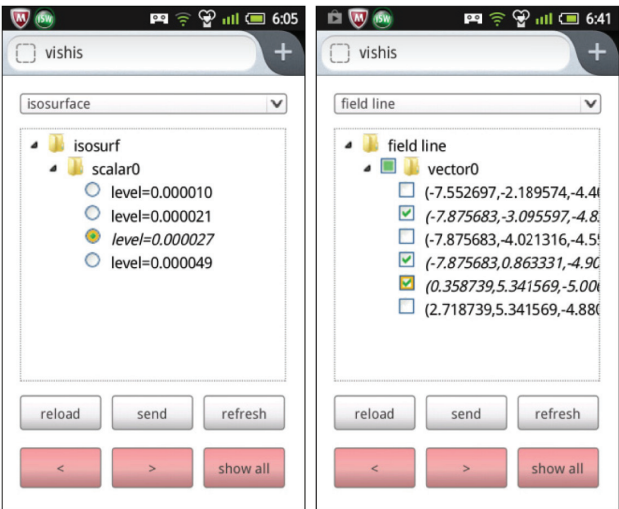 6:05
vishis
+
isosurface
isosurf
scalar0
level=0.000010
level=0.000021
level=0.000027
level=0.000049
reload send refresh
< > show all
6:41
vishis
+
field line
field line
vector0
(-7.552697,-2.189574,-4.4
(-7.875683,-3.095597,-4.8
(-7.875683,-4.021316,-4.5
(-7.875683,0.863331,-4.90
(0.358739,5.341569,-5.00
(2.718739,5.341569,-4.880
reload send refresh
< > show all